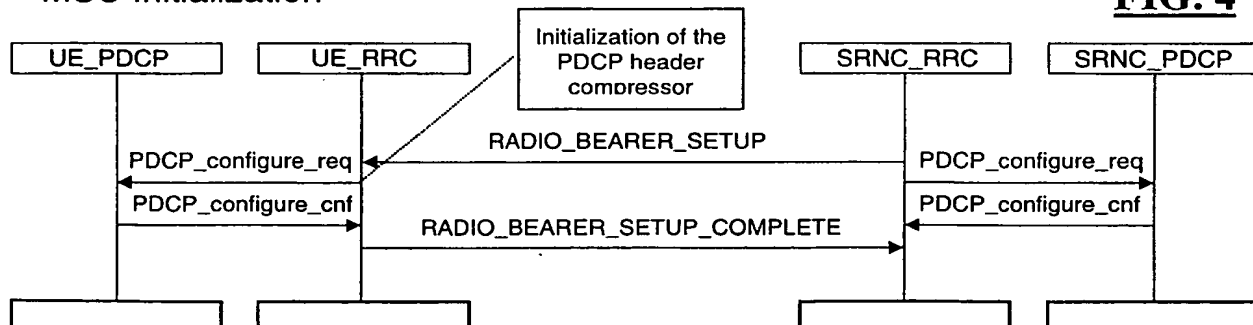 FIG. 4
UE_PDCP
UE_RRC
Initialization of the
PDCP header
compressor
SRNC_RRC
SRNC_PDCP
RADIO_BEARER_SETUP
PDCP_configure_req
PDCP_configure_req
PDCP_configure_cnf
PDCP_configure_cnf
RADIO_BEARER_SETUP_COMPLETE